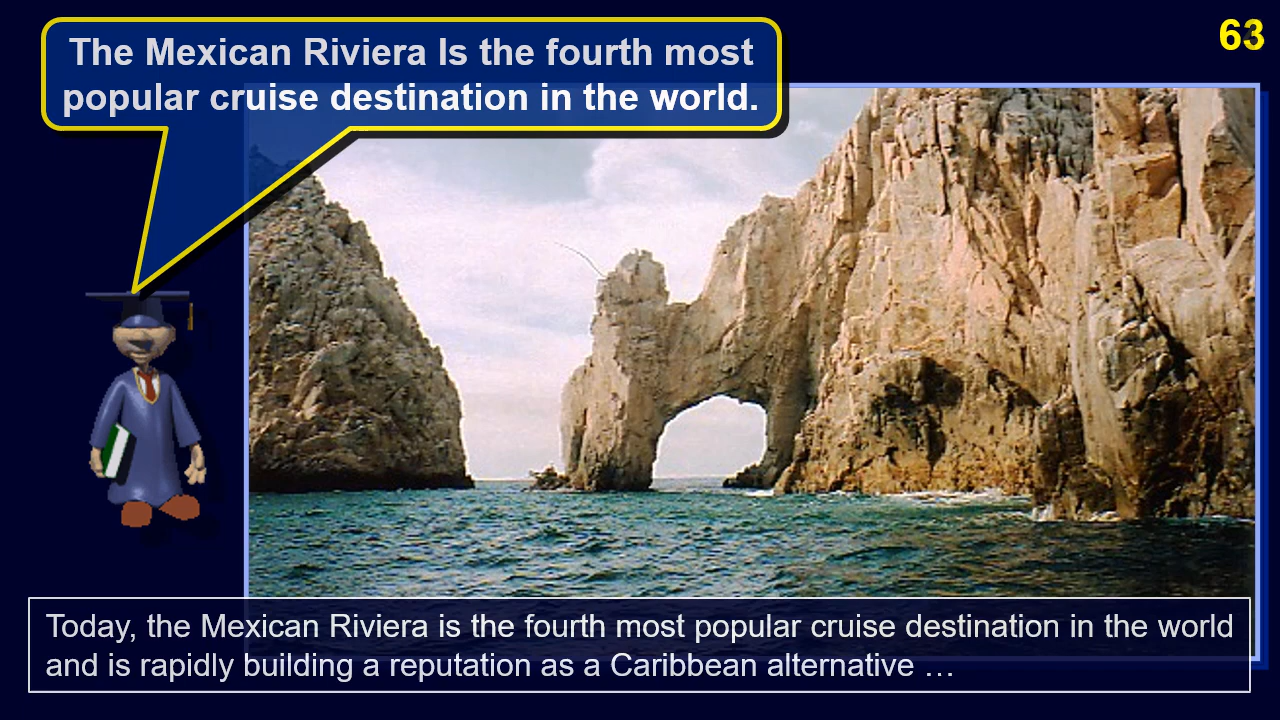 The Mexican Riviera Is the fourth most
popular cruise destination in the world.
63
Today, the Mexican Riviera is the fourth most popular cruise destination in the world
and is rapidly building a reputation as a Caribbean alternative …